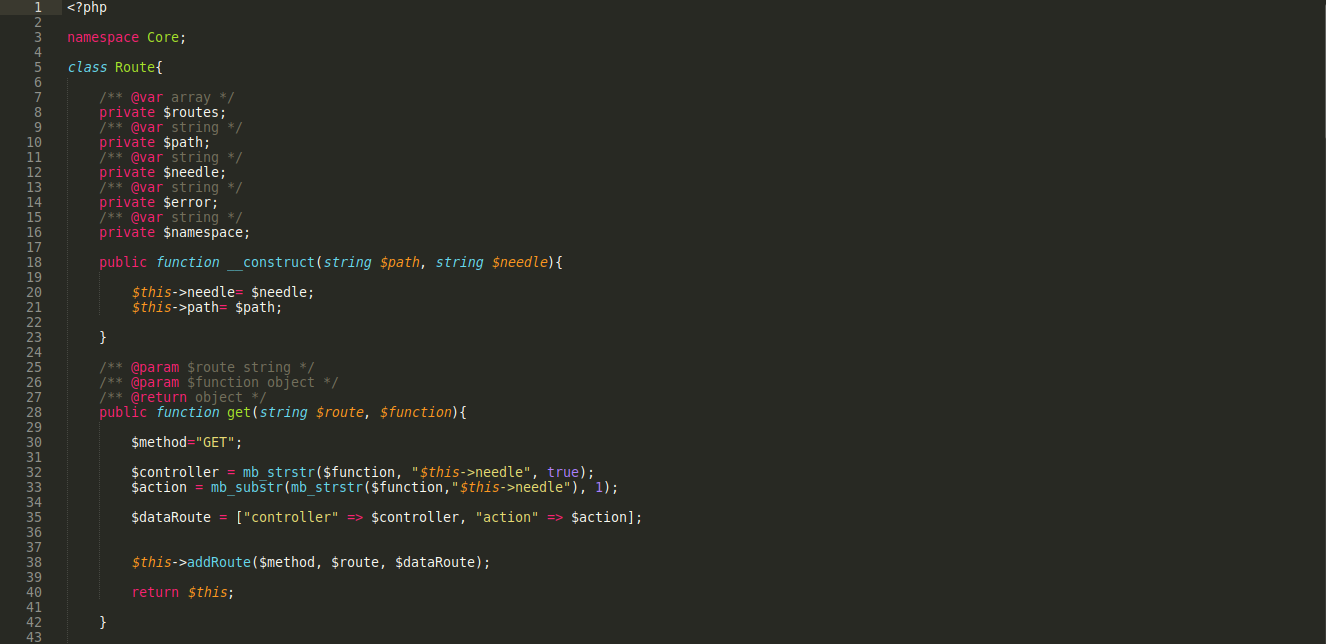 1 <?php
2
3 namespace Core;
4
5 class Route{
6
7 /** @var array */
8 private $routes;
9 /** @var string */
10 private $path;
11 /** @var string */
12 private $needle;
13 /** @var string */
14 private $error;
15 /** @var string */
16 private $namespace;
17
18 public function __construct(string $path, string $needle){
19
20 $this->needle= $needle;
21 $this->path= $path;
22
23 }
24
25 /** @param $route string */
26 /** @param $function object */
27 /** @return object */
28 public function get(string $route, $function){
29
30 $method="GET";
31
32 $controller = mb_strstr($function, "$this->needle", true);
33 $action = mb_substr(mb_strstr($function,"$this->needle"), 1);
34
35 $dataRoute = ["controller" => $controller, "action" => $action];
36
37
38 $this->addRoute($method, $route, $dataRoute);
39
40 return $this;
41
42 }
43